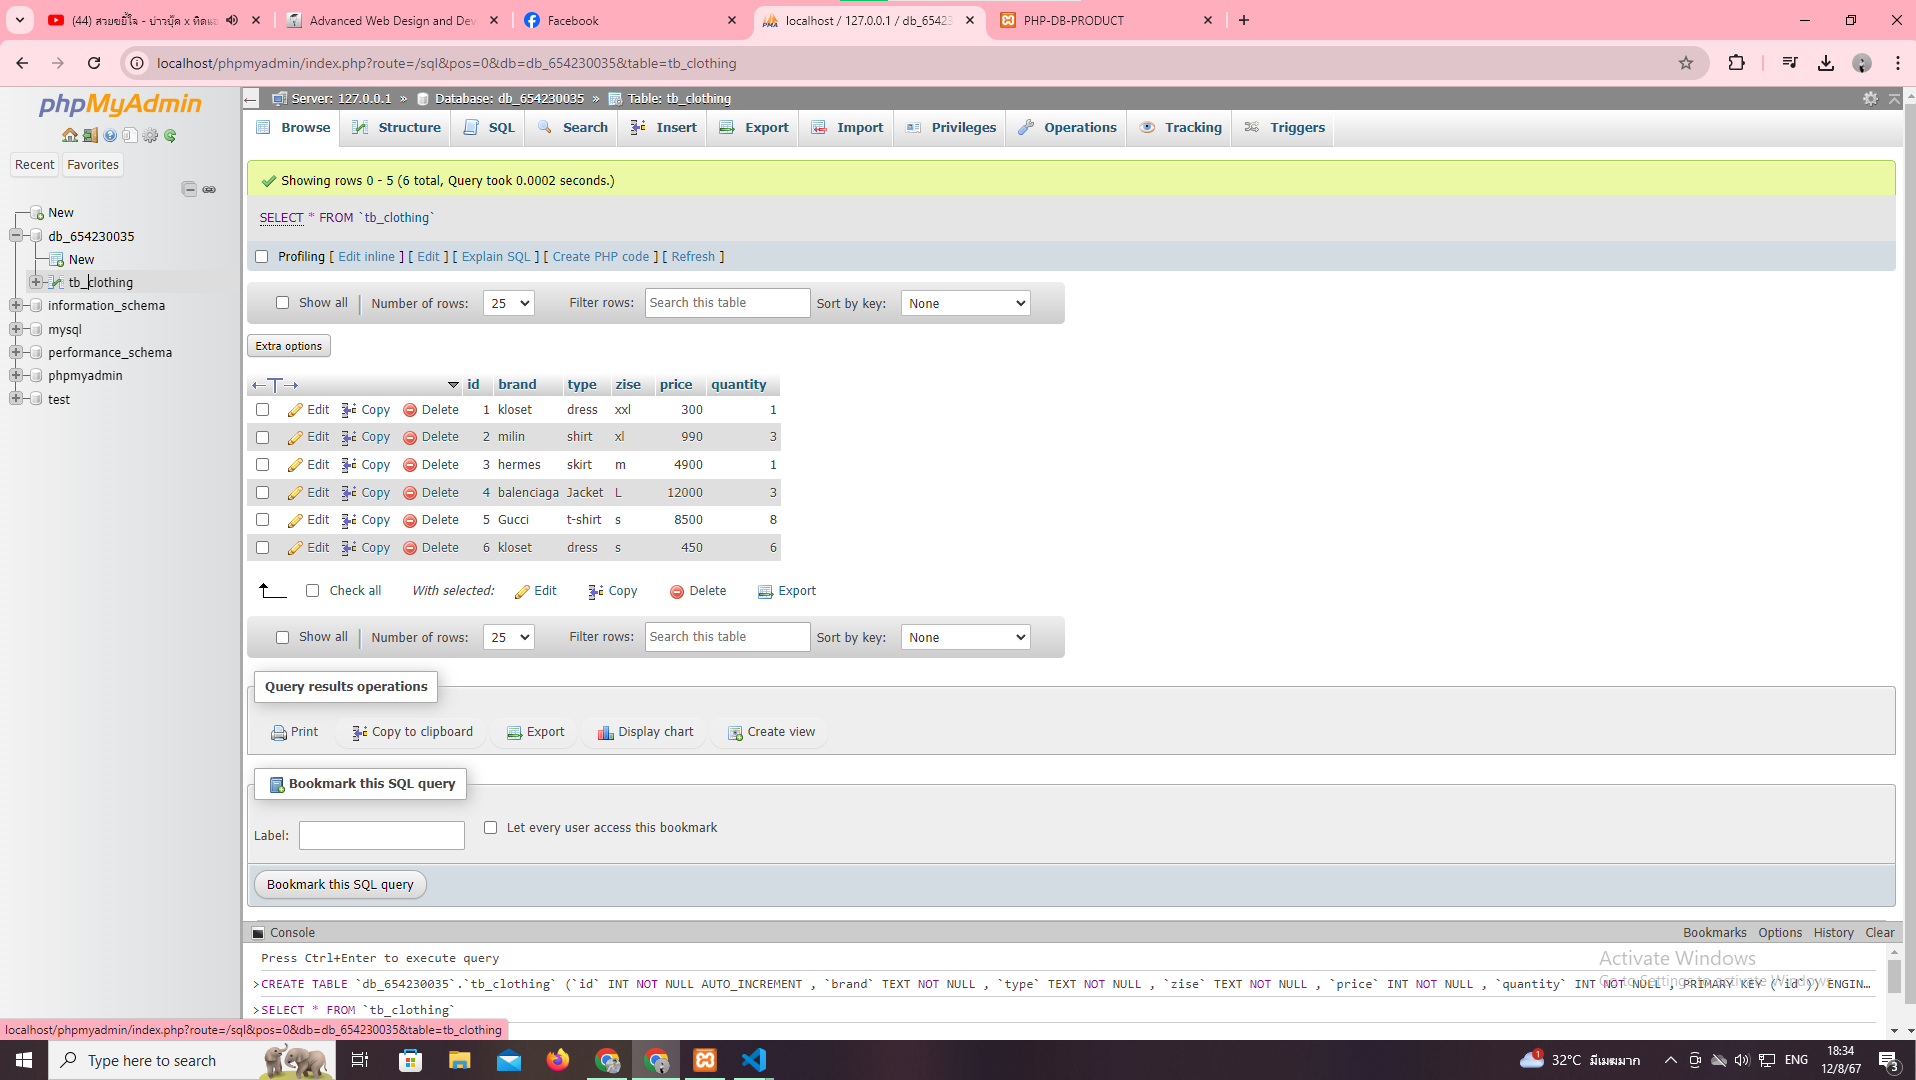 (44) สวยขยี้ใจ - บ่าวบุ๊ค x ทิดแอ
Advanced Web Design and Dev
Facebook
localhost / 127.0.0.1 / db_65423
PHP-DB-PRODUCT
localhost/phpmyadmin/index.php?route=/sql&pos=0&db=db_654230035&table=tb_clothing
phpMyAdmin
Recent
Favorites
New
db_654230035
New
tb_clothing
information_schema
mysql
performance_schema
phpmyadmin
test
Server: 127.0.0.1 » Database: db_654230035 » Table: tb_clothing
Browse Structure SQL Search Insert Export Import Privileges Operations Tracking Triggers
Showing rows 0 - 5 (6 total, Query took 0.0002 seconds.)
SELECT * FROM `tb_clothing`
Profiling [ Edit inline ] [ Edit ] [ Explain SQL ] [ Create PHP code ] [ Refresh ]
Show all Number of rows: 25 Filter rows: Search this table Sort by key: None
Extra options
id brand type zise price quantity
Edit Copy Delete 1 kloset dress xxl 300 1
Edit Copy Delete 2 milin shirt xl 990 3
Edit Copy Delete 3 hermes skirt m 4900 1
Edit Copy Delete 4 balenciaga Jacket L 12000 3
Edit Copy Delete 5 Gucci t-shirt s 8500 8
Edit Copy Delete 6 kloset dress s 450 6
Check all With selected: Edit Copy Delete Export
Show all Number of rows: 25 Filter rows: Search this table Sort by key: None
Query results operations
Print Copy to clipboard Export Display chart Create view
Bookmark this SQL query
Label: Let every user access this bookmark
Bookmark this SQL query
Console Bookmarks Options History Clear
Press Ctrl+Enter to execute query
>CREATE TABLE `db_654230035`.`tb_clothing` (`id` INT NOT NULL AUTO_INCREMENT , `brand` TEXT NOT NULL , `type` TEXT NOT NULL , `zise` TEXT NOT NULL , `price` INT NOT NULL , `quantity` INT NOT NULL , PRIMARY KEY (`id`)) ENGIN…
>SELECT * FROM `tb_clothing`
Activate Windows
Go to Settings to activate Windows.
localhost/phpmyadmin/index.php?route=/sql&pos=0&db=db_654230035&table=tb_clothing
Type here to search
1
32°C มีเมฆมาก
ENG
18:34
12/8/67
3